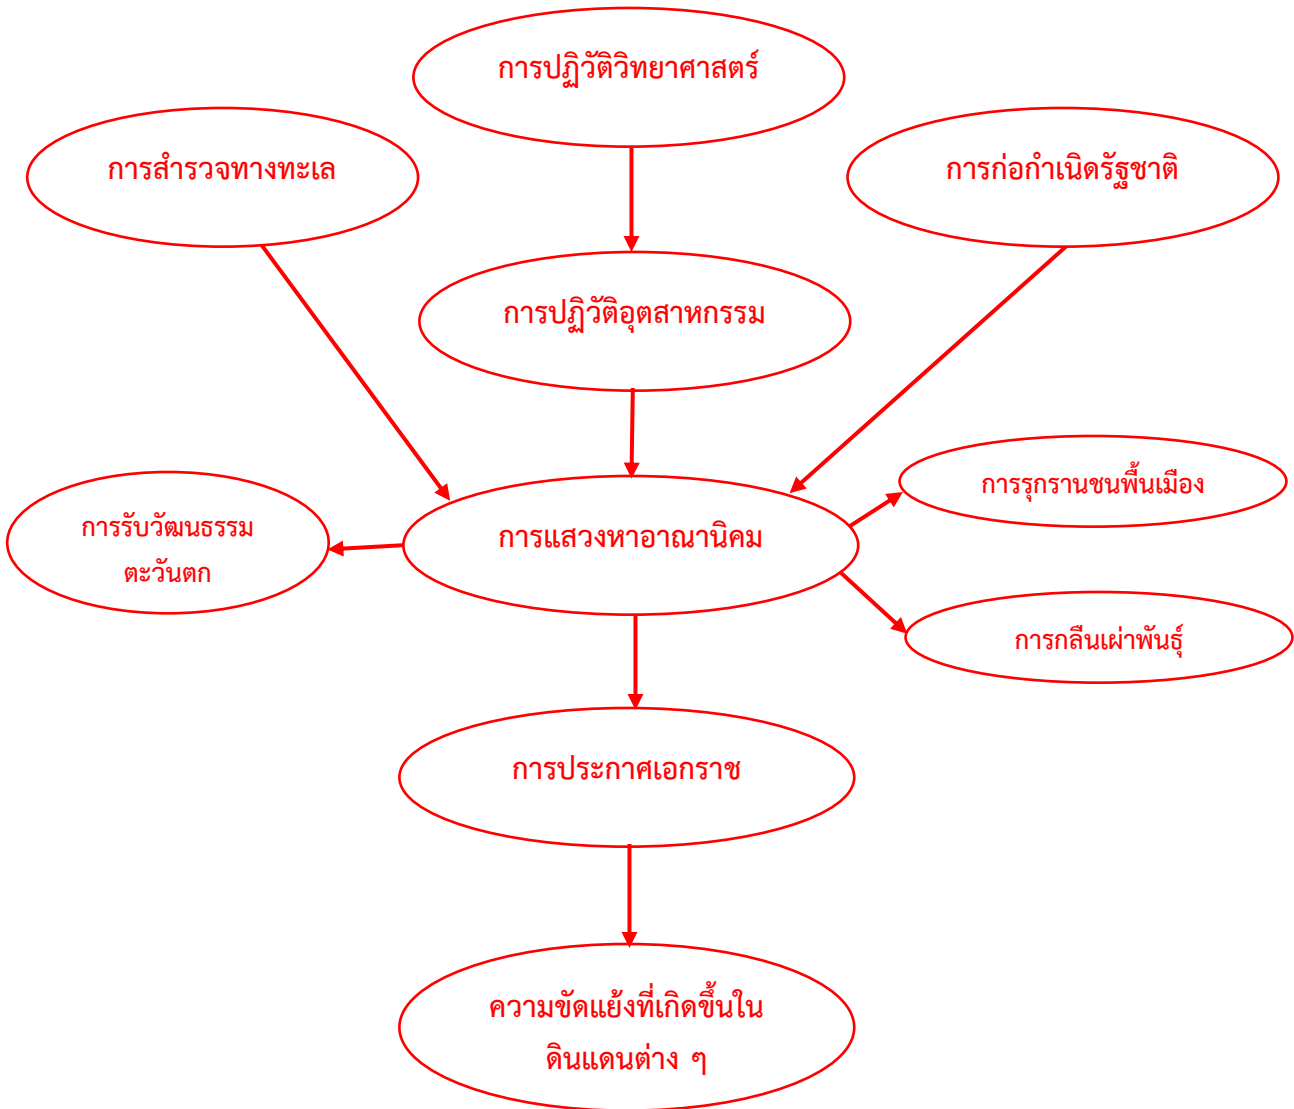 การปฏิวัติวิทยาศาสตร์
การสำรวจทางทะเล
การก่อกำเนิดรัฐชาติ
การปฏิวัติอุตสาหกรรม
การรุกรานชนพื้นเมือง
การรับวัฒนธรรม
ตะวันตก
การแสวงหาอาณานิคม
การกลืนเผ่าพันธุ์
การประกาศเอกราช
ความขัดแย้งที่เกิดขึ้นใน
ดินแดนต่าง ๆ